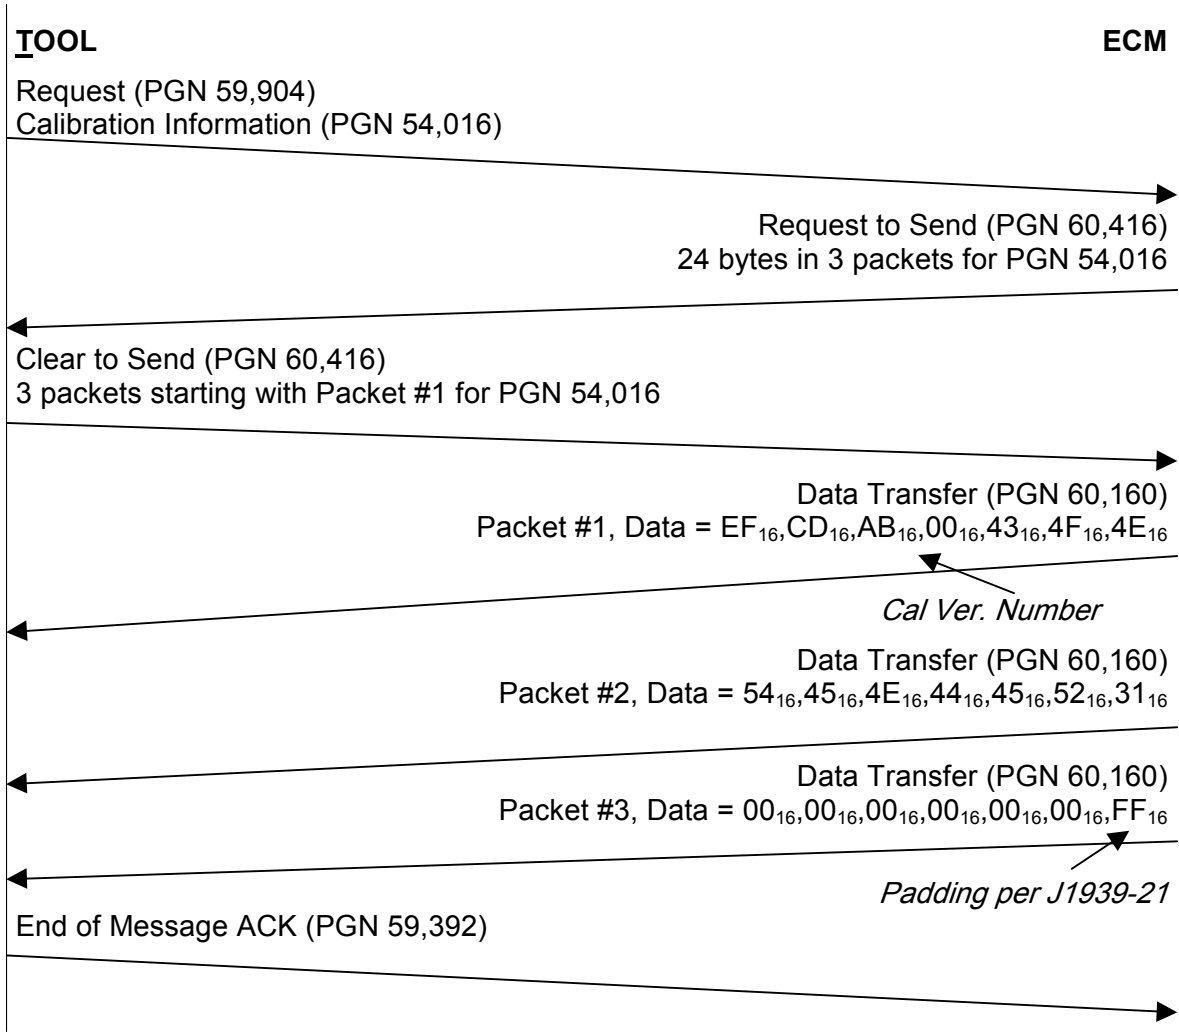 TOOL ECM
Request (PGN 59,904)
Calibration Information (PGN 54,016)
Request to Send (PGN 60,416)
24 bytes in 3 packets for PGN 54,016
Clear to Send (PGN 60,416)
3 packets starting with Packet #1 for PGN 54,016
Data Transfer (PGN 60,160)
Packet #1, Data = EF₁₆,CD₁₆,AB₁₆,00₁₆,43₁₆,4F₁₆,4E₁₆
Cal Ver. Number
Data Transfer (PGN 60,160)
Packet #2, Data = 54₁₆,45₁₆,4E₁₆,44₁₆,45₁₆,52₁₆,31₁₆
Data Transfer (PGN 60,160)
Packet #3, Data = 00₁₆,00₁₆,00₁₆,00₁₆,00₁₆,00₁₆,FF₁₆
Padding per J1939-21
End of Message ACK (PGN 59,392)